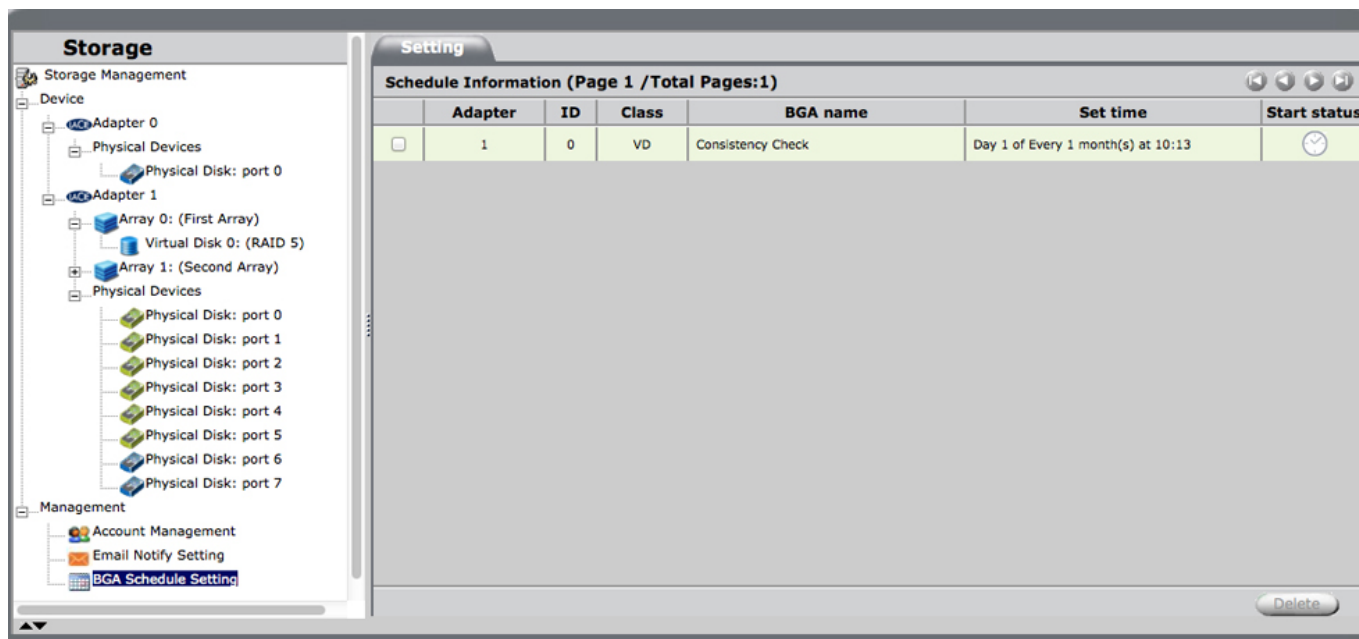 Storage
Storage Management
Device
Adapter 0
Physical Devices
Physical Disk: port 0
Adapter 1
Array 0: (First Array)
Virtual Disk 0: (RAID 5)
Array 1: (Second Array)
Physical Devices
Physical Disk: port 0
Physical Disk: port 1
Physical Disk: port 2
Physical Disk: port 3
Physical Disk: port 4
Physical Disk: port 5
Physical Disk: port 6
Physical Disk: port 7
Management
Account Management
Email Notify Setting
BGA Schedule Setting
Setting
Schedule Information (Page 1 /Total Pages:1)
Adapter ID Class BGA name Set time Start status
1 0 VD Consistency Check Day 1 of Every 1 month(s) at 10:13
Delete